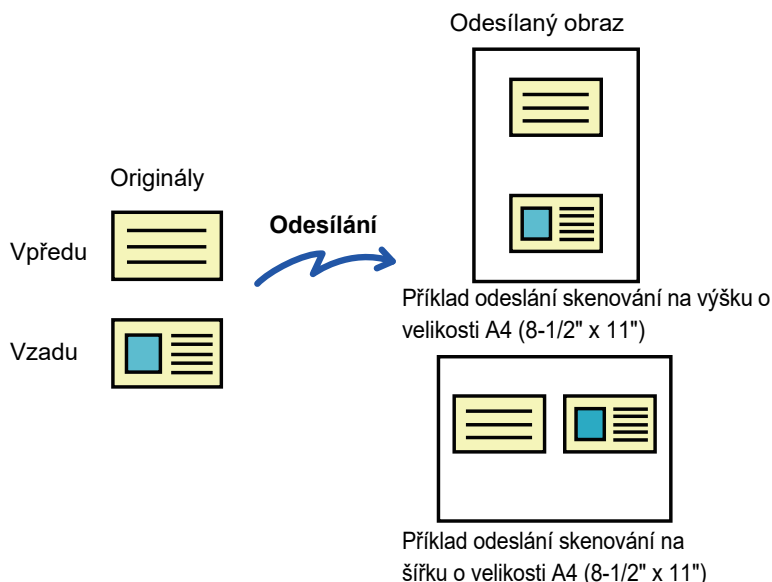 Odesílaný obraz
Originály
Vpředu
Odesílání
Vzadu
Příklad odeslání skenování na výšku o
velikosti A4 (8-1/2" x 11")
Příklad odeslání skenování na
šířku o velikosti A4 (8-1/2" x 11")